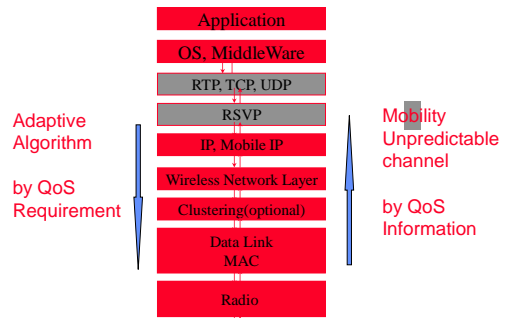 Application
OS, MiddleWare
RTP, TCP, UDP
RSVP
IP, Mobile IP
Wireless Network Layer
Clustering(optional)
Data Link
MAC
Radio
Adaptive
Algorithm
by QoS
Requirement
Mobility
Unpredictable
channel
by QoS
Information